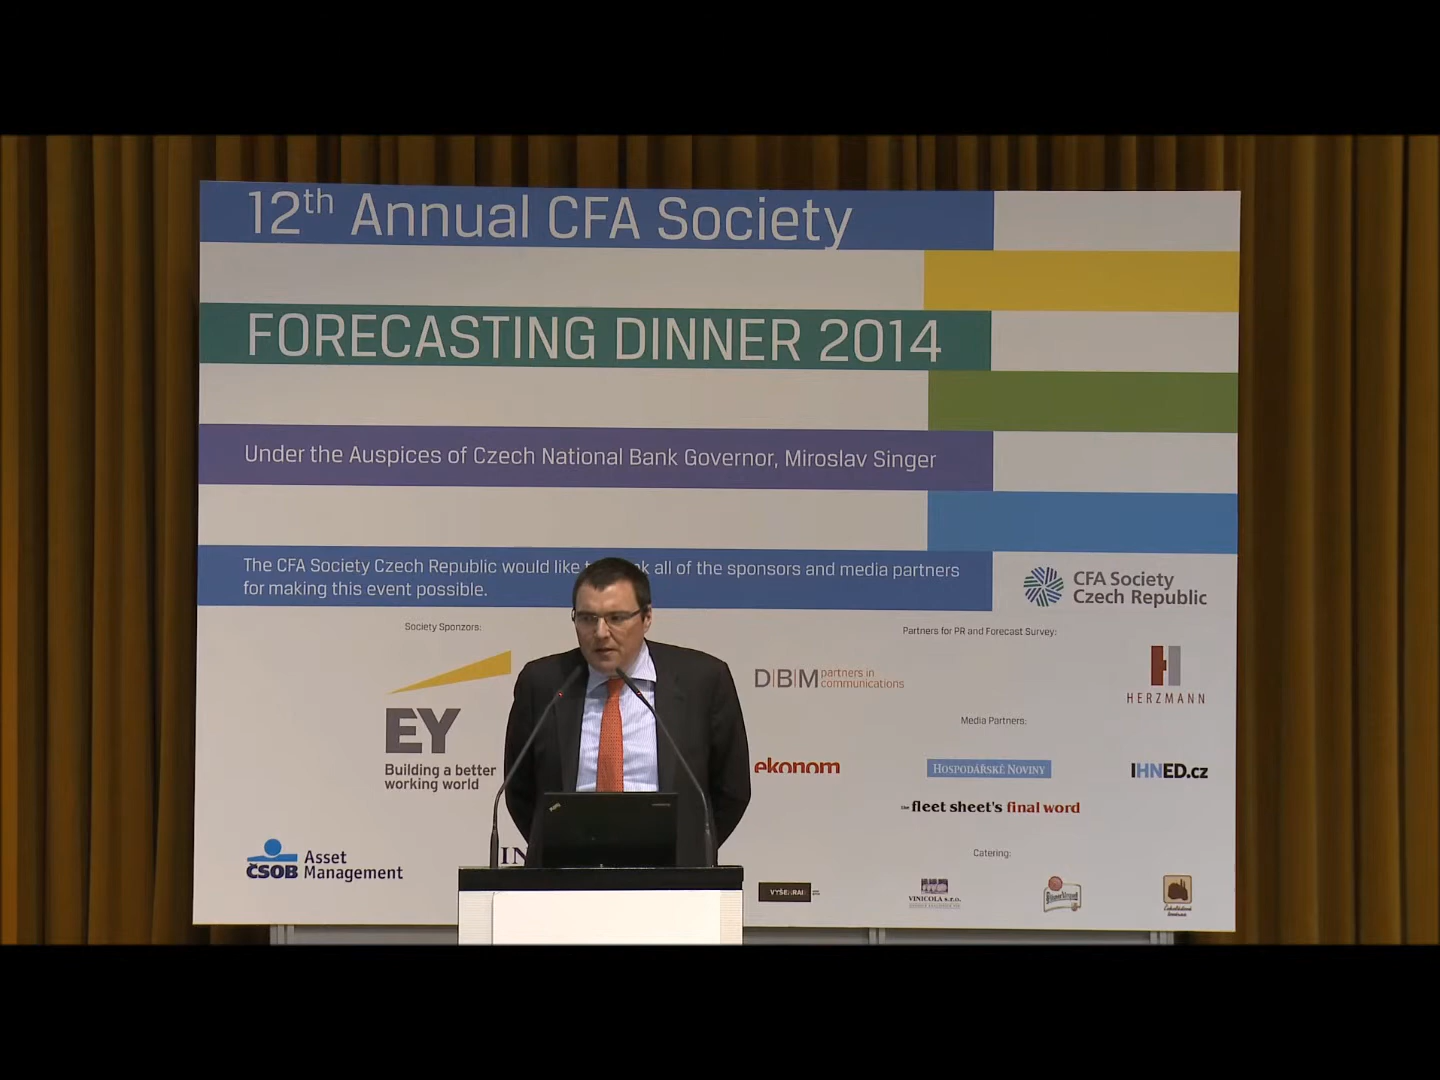 12th Annual CFA Society
FORECASTING DINNER 2014
Under the Auspices of Czech National Bank Governor, Miroslav Singer
The CFA Society Czech Republic would like all of the sponsors and media partners
for making this event possible.
CFA Society
Czech Republic
Society Sponzors:
Partners for PR and Forecast Survey:
EY
Building a better
working world
D|B|M partners in
communications
HERZMANN
Media Partners:
ekonom
HOSPODÁŘSKÉ NOVINY
IHNED.cz
the fleet sheet's final word
ČSOB Asset
Management
IN
Catering:
VINICOLA s.r.o.